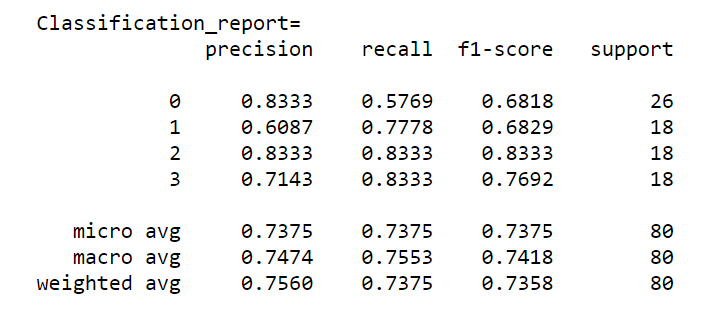 Classification_report=
precision recall f1-score support
0 0.8333 0.5769 0.6818 26
1 0.6087 0.7778 0.6829 18
2 0.8333 0.8333 0.8333 18
3 0.7143 0.8333 0.7692 18
micro avg 0.7375 0.7375 0.7375 80
macro avg 0.7474 0.7553 0.7418 80
weighted avg 0.7560 0.7375 0.7358 80